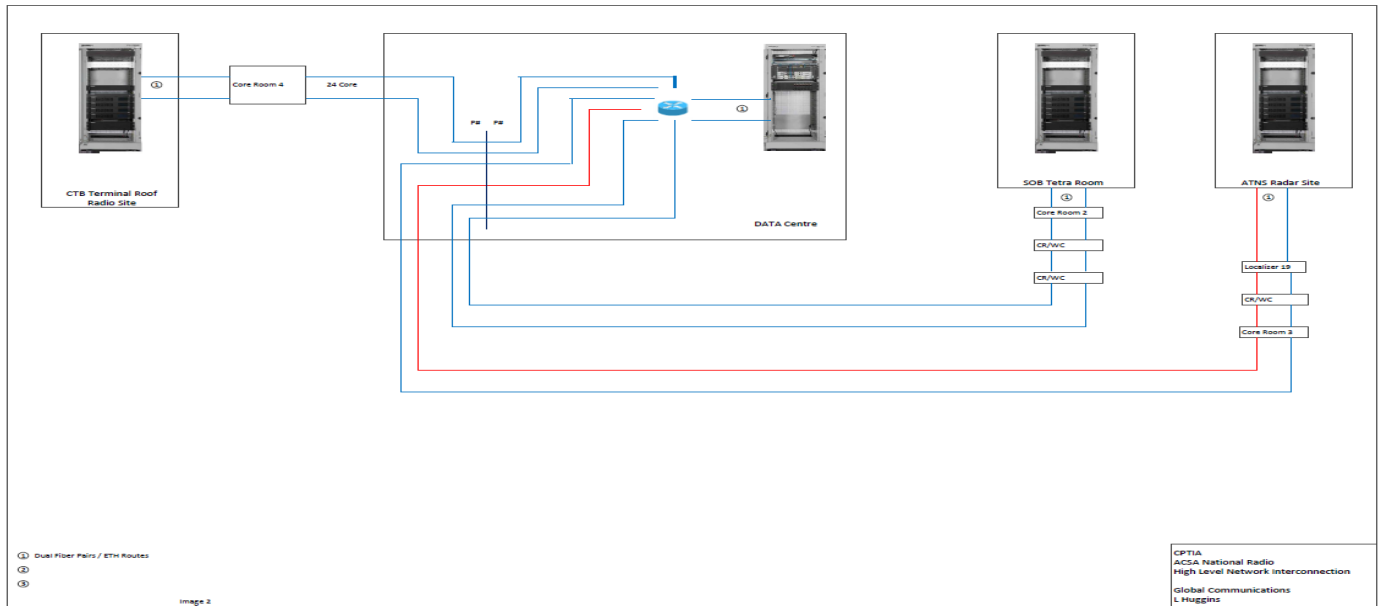 ①
Core Room 4
24 Core
P#
P#
①
CTB Terminal Roof
Radio Site
DATA Centre
SOB Tetra Room
①
Core Room 2
CR/WC
CR/WC
ATNS Radar Site
①
Localizer 19
CR/WC
Core Room 3
① Dual Fiber Pairs / ETH Routes
②
③
Image 2
CPTIA
ACSA National Radio
High Level Network Interconnection
Global Communications
L Huggins